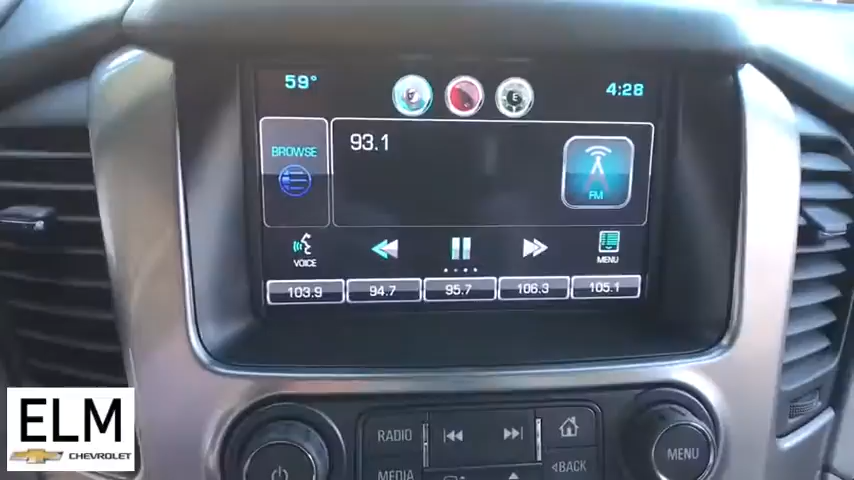 59°
4:28
BROWSE
93.1
FM
VOICE
MENU
103.9 94.7 95.7 106.3 105.1
RADIO
MEDIA
BACK
MENU
ELM
CHEVROLET